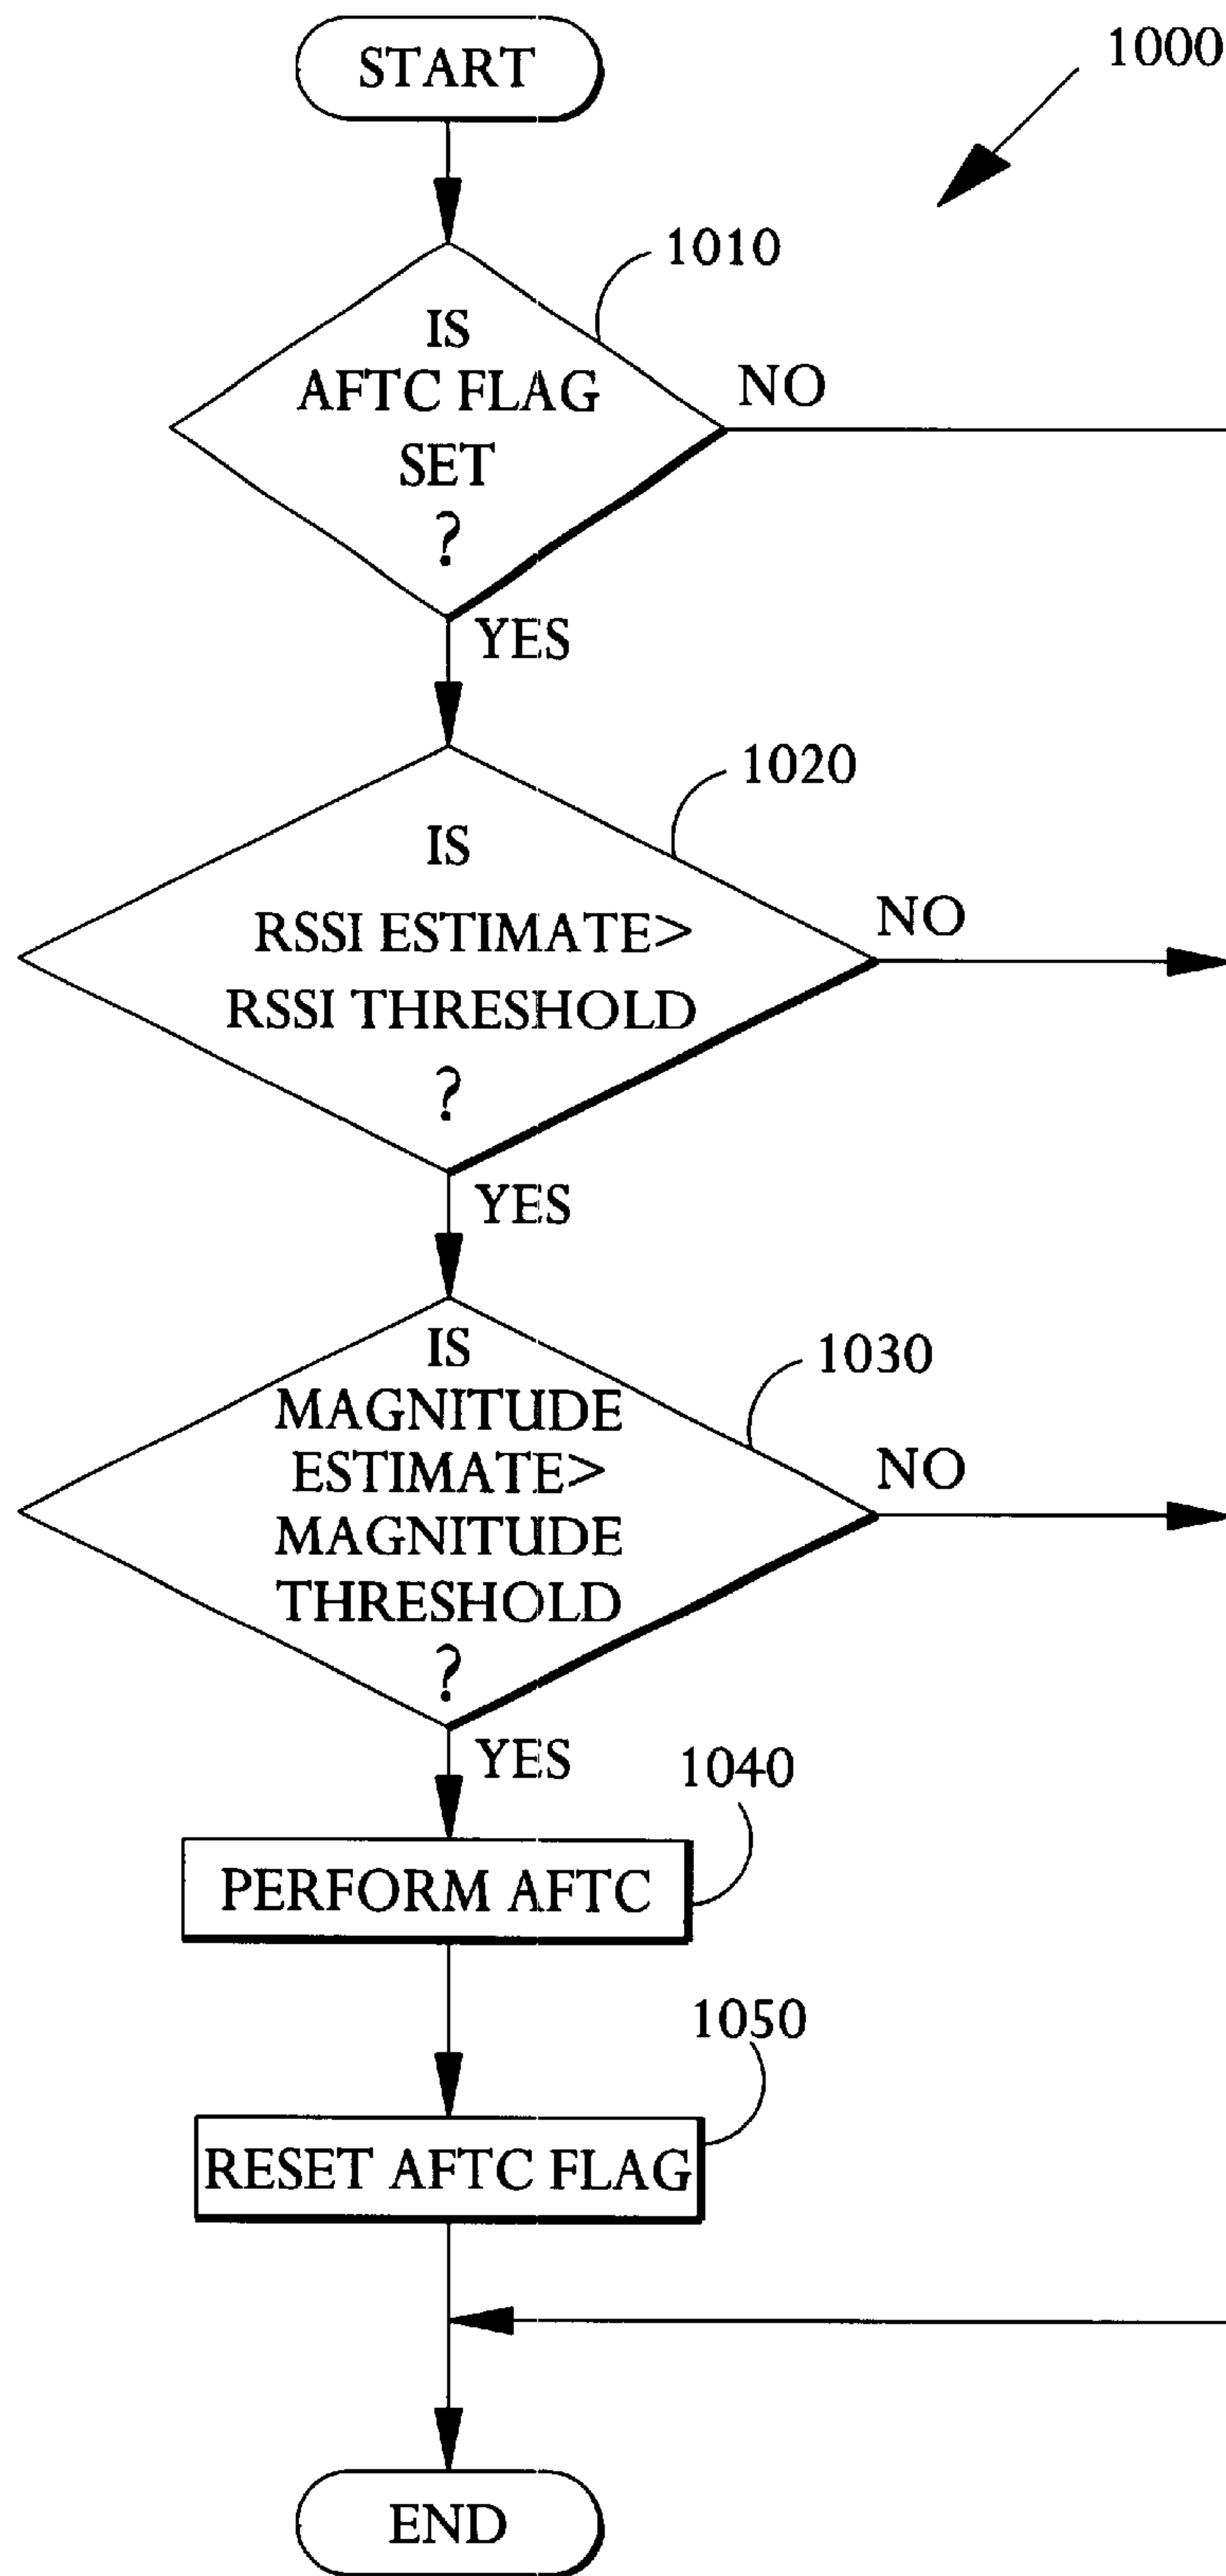 START
1000
1010
IS
AFTC FLAG
SET
?
NO
YES
1020
IS
RSSI ESTIMATE>
RSSI THRESHOLD
?
NO
YES
1030
IS
MAGNITUDE
ESTIMATE>
MAGNITUDE
THRESHOLD
?
NO
YES
1040
PERFORM AFTC
1050
RESET AFTC FLAG
END